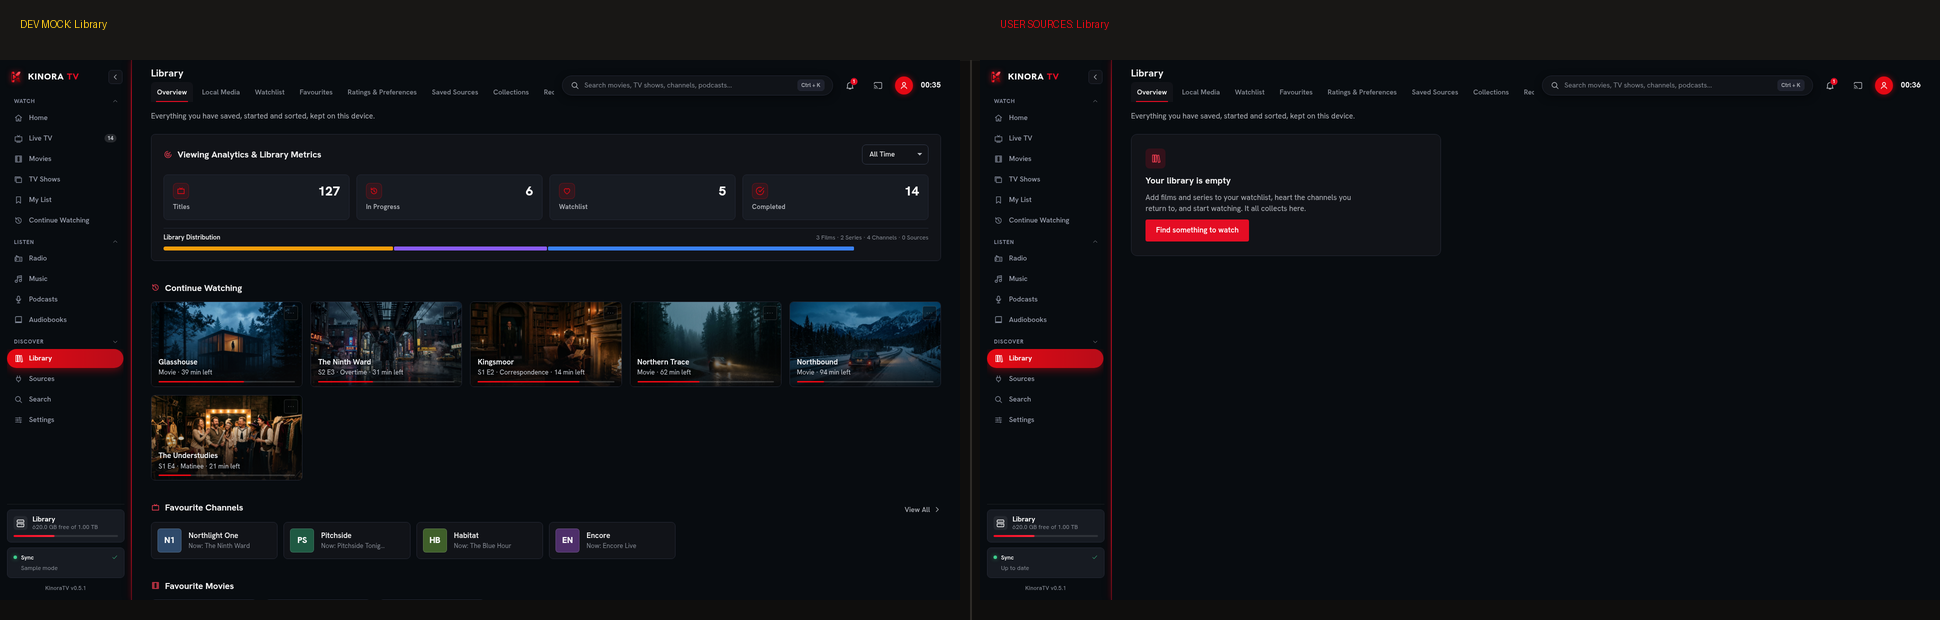 DEV MOCK: Library
KINORA TV
WATCH
Home
Live TV
14
Movies
TV Shows
My List
Continue Watching
LISTEN
Radio
Music
Podcasts
Audiobooks
DISCOVER
Library
Sources
Search
Settings
Library
620.0 GB free of 1.00 TB
Sync
Sample mode
KinoraTV v0.5.1
Library
Overview
Local Media
Watchlist
Favourites
Ratings & Preferences
Saved Sources
Collections
Rec
Search movies, TV shows, channels, podcasts...
Ctrl + K
00:35
Everything you have saved, started and sorted, kept on this device.
Viewing Analytics & Library Metrics
All Time
127
Titles
6
In Progress
5
Watchlist
14
Completed
Library Distribution
3 Films · 2 Series · 4 Channels · 0 Sources
Continue Watching
Glasshouse
Movie · 39 min left
The Ninth Ward
S2 E3 · Overtime · 31 min left
Kingsmoor
S1 E2 · Correspondence · 14 min left
Northern Trace
Movie · 62 min left
Northbound
Movie · 94 min left
The Understudies
S1 E4 · Matinee · 21 min left
Favourite Channels
View All
N1
Northlight One
Now: The Ninth Ward
PS
Pitchside
Now: Pitchside Tonig...
HB
Habitat
Now: The Blue Hour
EN
Encore
Now: Encore Live
Favourite Movies
USER SOURCES: Library
KINORA TV
WATCH
Home
Live TV
Movies
TV Shows
My List
Continue Watching
LISTEN
Radio
Music
Podcasts
Audiobooks
DISCOVER
Library
Sources
Search
Settings
Library
620.0 GB free of 1.00 TB
Sync
Up to date
KinoraTV v0.5.1
Library
Overview
Local Media
Watchlist
Favourites
Ratings & Preferences
Saved Sources
Collections
Rec
Search movies, TV shows, channels, podcasts...
Ctrl + K
00:36
Everything you have saved, started and sorted, kept on this device.
Your library is empty
Add films and series to your watchlist, heart the channels you
return to, and start watching. It all collects here.
Find something to watch